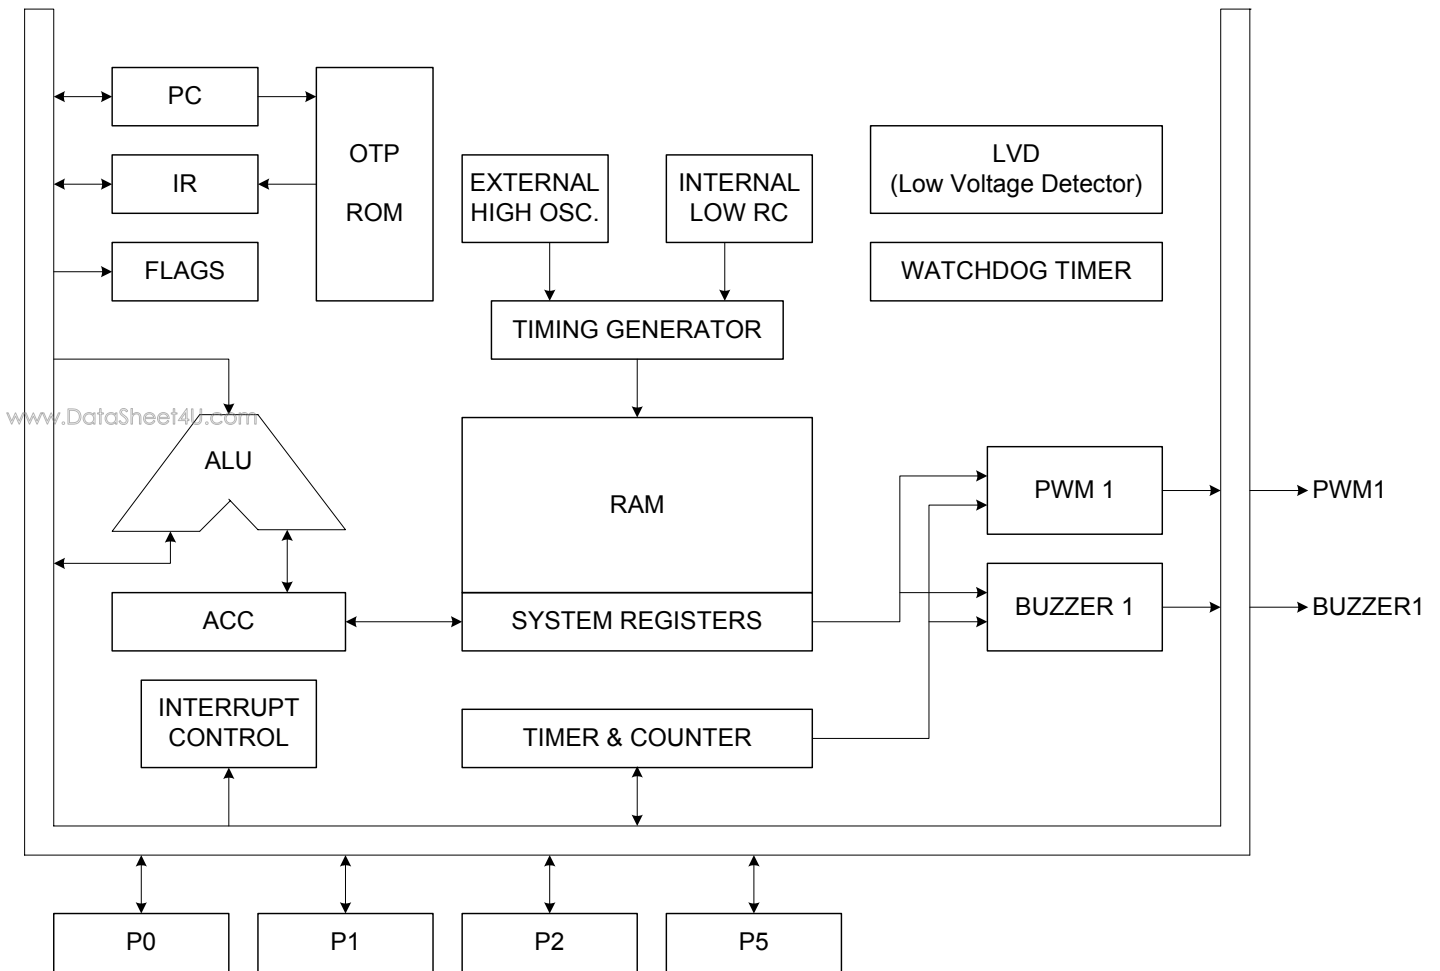 PC
OTP
ROM
IR
FLAGS
EXTERNAL
HIGH OSC.
INTERNAL
LOW RC
LVD
(Low Voltage Detector)
WATCHDOG TIMER
TIMING GENERATOR
www.DataSheet4U.com
ALU
RAM
PWM 1
PWM1
ACC
SYSTEM REGISTERS
BUZZER 1
BUZZER1
INTERRUPT
CONTROL
TIMER & COUNTER
P0
P1
P2
P5